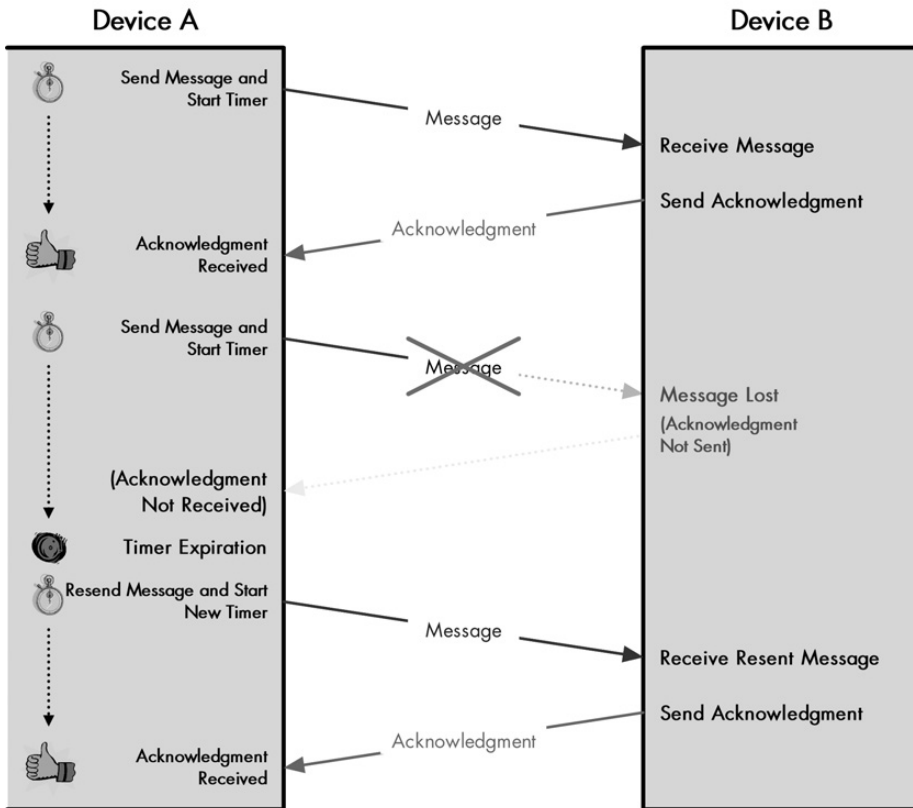 Device A
Device B
Send Message and
Start Timer
Message
Receive Message
Send Acknowledgment
Acknowledgment
Acknowledgment
Received
Send Message and
Start Timer
Message
Message Lost
(Acknowledgment
Not Sent)
(Acknowledgment
Not Received)
Timer Expiration
Resend Message and Start
New Timer
Message
Receive Resent Message
Send Acknowledgment
Acknowledgment
Acknowledgment
Received